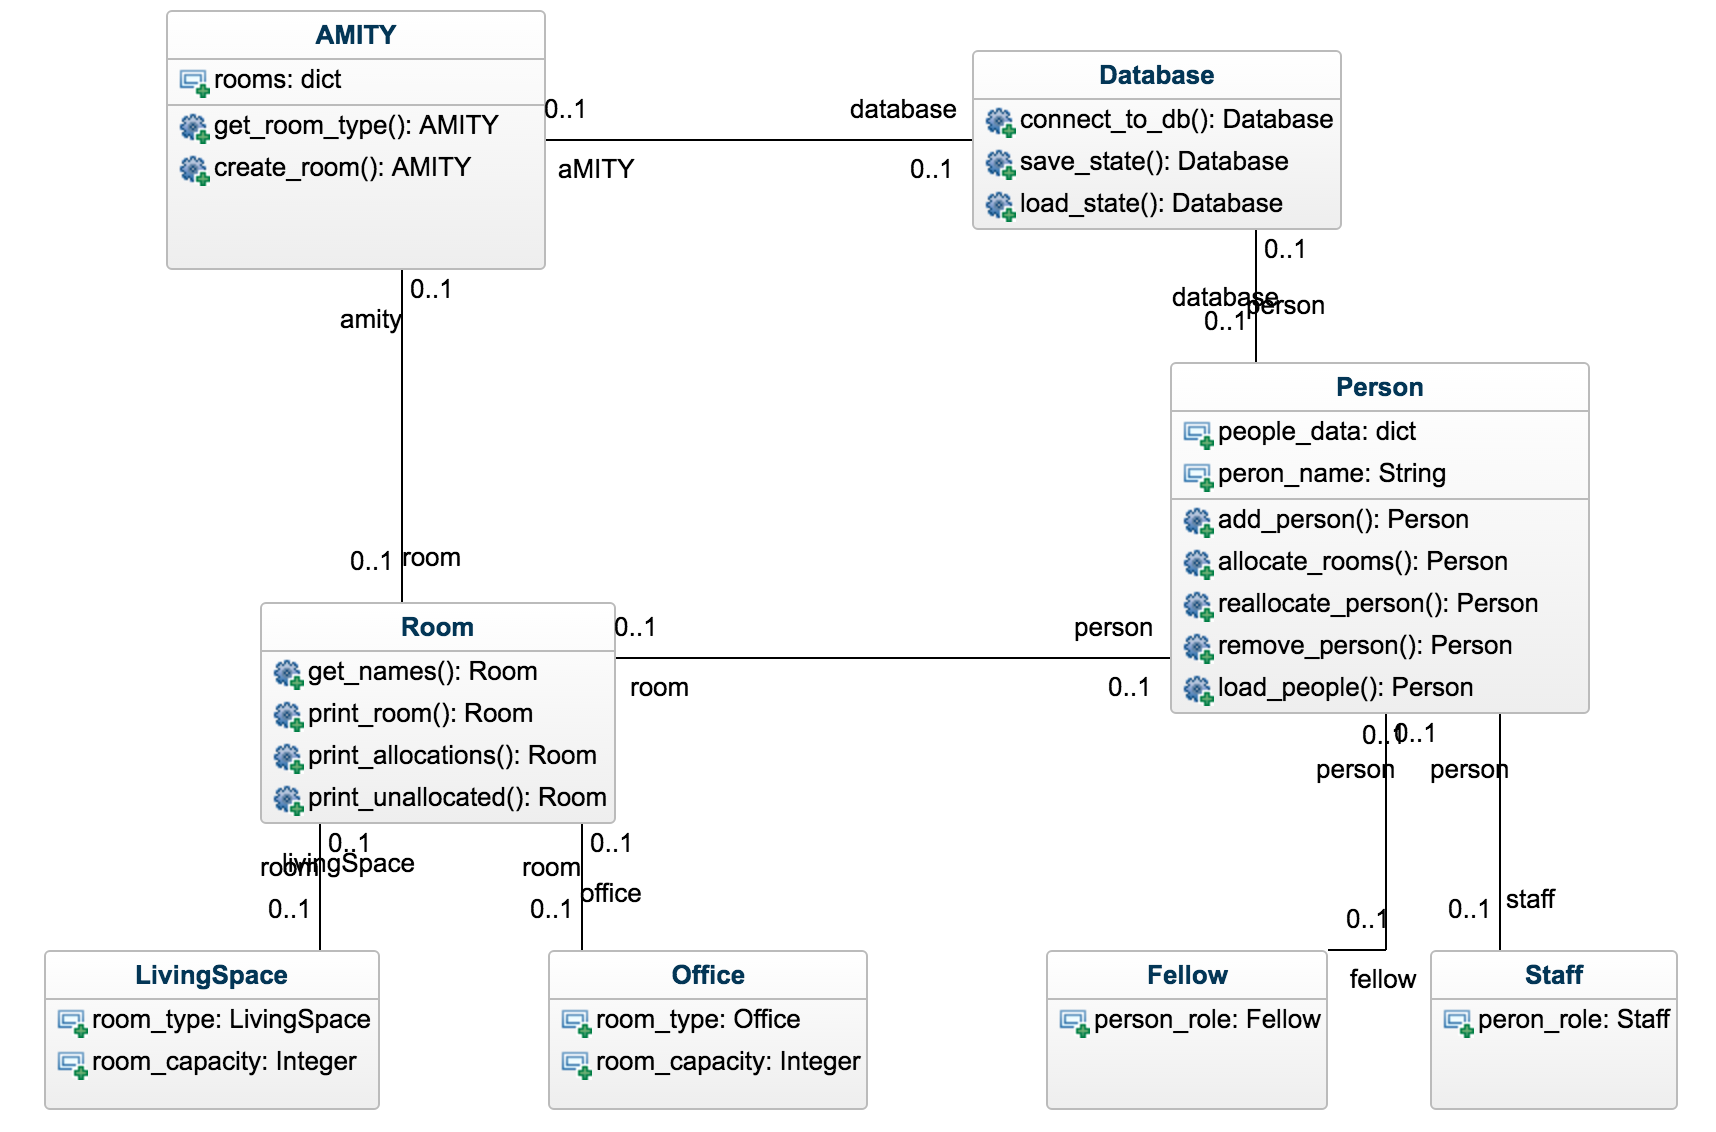 AMITY
rooms: dict
get_room_type(): AMITY
create_room(): AMITY
0..1
database
aMITY
0..1
Database
connect_to_db(): Database
save_state(): Database
load_state(): Database
0..1
database
person
0..1
0..1
amity
0..1
room
Person
people_data: dict
peron_name: String
add_person(): Person
allocate_rooms(): Person
reallocate_person(): Person
remove_person(): Person
load_people(): Person
Room
get_names(): Room
print_room(): Room
print_allocations(): Room
print_unallocated(): Room
0..1
person
room
0..1
0..1
room
livingSpace
0..1
0..1
room
office
0..1
0..1
0..1
person
person
0..1
fellow
0..1
staff
LivingSpace
room_type: LivingSpace
room_capacity: Integer
Office
room_type: Office
room_capacity: Integer
Fellow
person_role: Fellow
Staff
peron_role: Staff